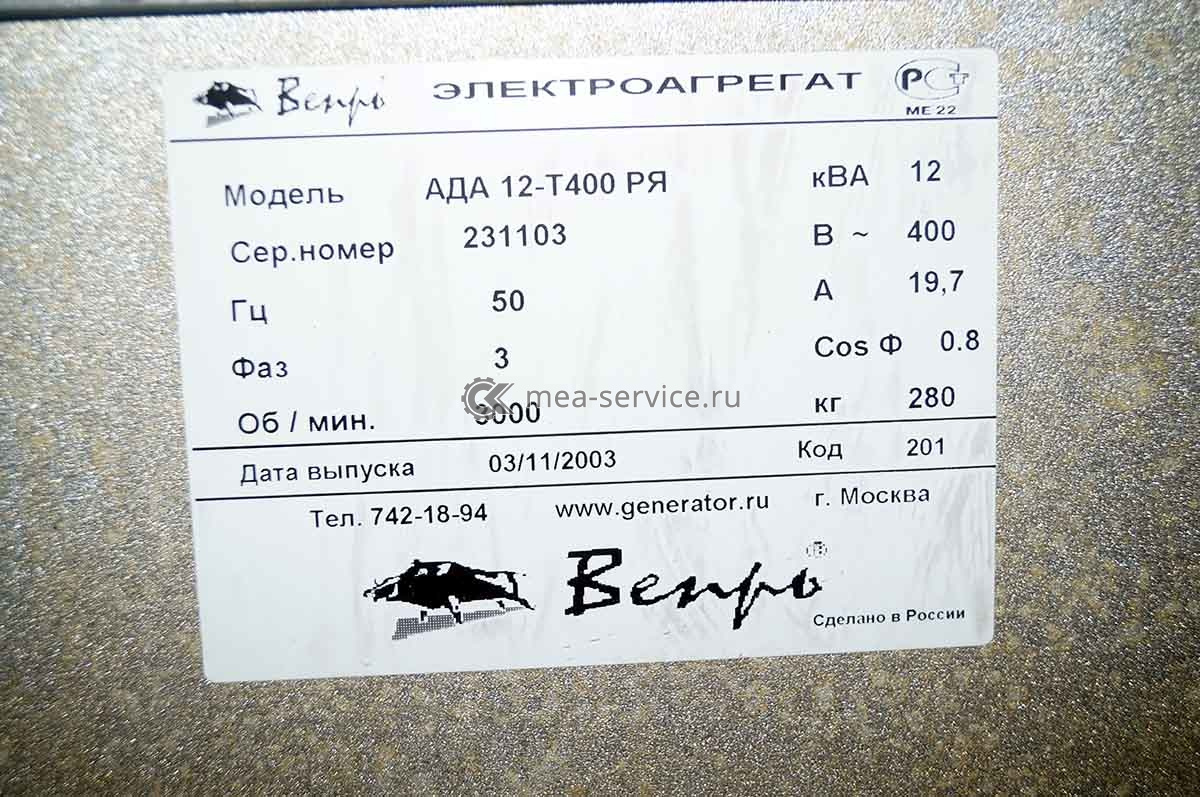 Вепрь ЭЛЕКТРОАГРЕГАТ РСТ
МЕ 22
Модель АДА 12-Т400 РЯ кВА 12
Сер.номер 231103 В ~ 400
Гц 50 А 19,7
Фаз 3 Cos Ф 0.8
mea-service.ru
Об / мин. 3000 кг 280
Дата выпуска 03/11/2003 Код 201
Тел. 742-18-94 www.generator.ru г. Москва
Вепрь ®
Сделано в России